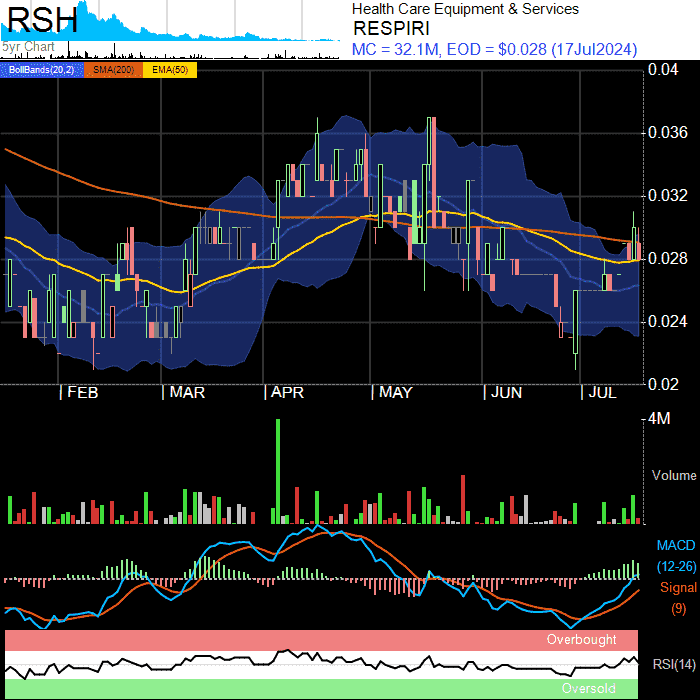 RSH
5yr Chart
Health Care Equipment & Services
RESPIRI
MC = 32.1M, EOD = $0.028 (17Jul2024)
BollBands(20,2) SMA(200) EMA(50)
0.04
0.036
0.032
0.028
0.024
0.02
FEB MAR APR MAY JUN JUL
4M
Volume
MACD
(12-26)
Signal
(9)
Overbought
RSI(14)
Oversold